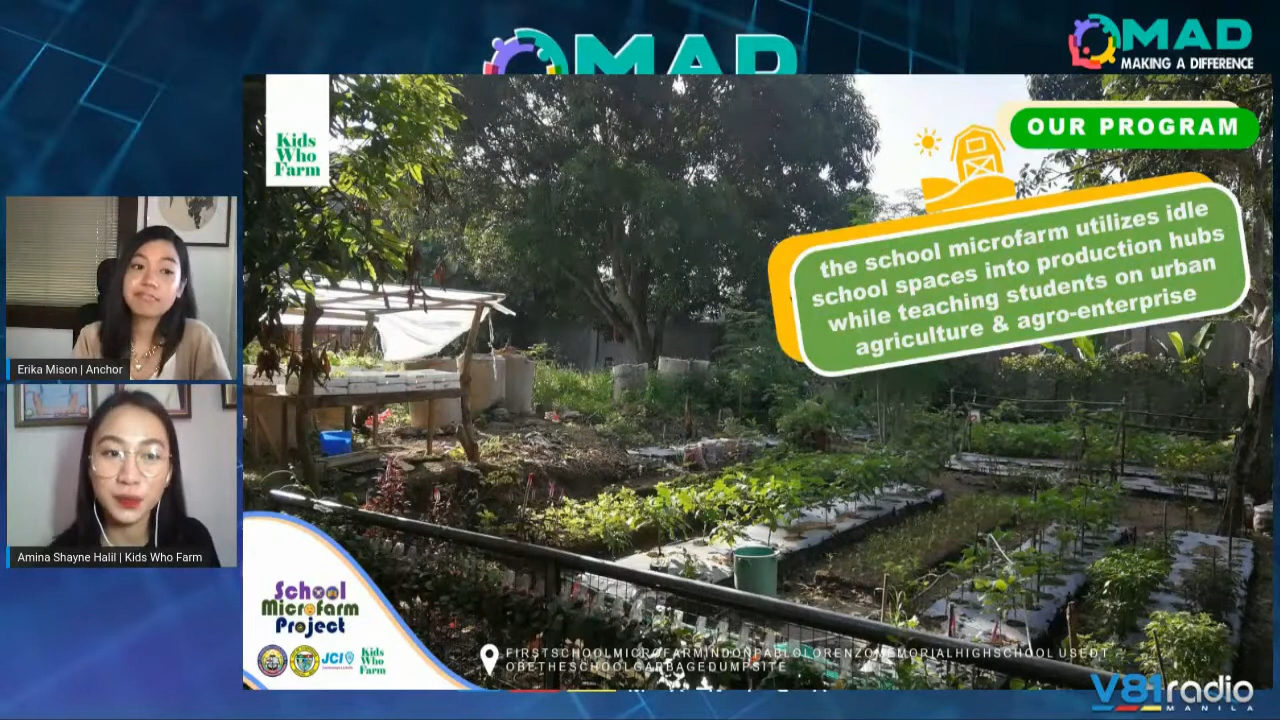 MAD
MAD
MAKING A DIFFERENCE
Kids
Who
Farm
OUR PROGRAM
the school microfarm utilizes idle
school spaces into production hubs
while teaching students on urban
agriculture & agro-enterprise
Erika Mison | Anchor
Amina Shayne Halil | Kids Who Farm
School
Microfarm
Project
JCI
Kids
Who
Farm
FIRSTSCHOOLMICROFARMINDONPABLOLORENZOMEMORIALHIGHSCHOOL USEDT
OBETHESCHOOLGARBAGEDUMPSITE
V81radio
MANILA